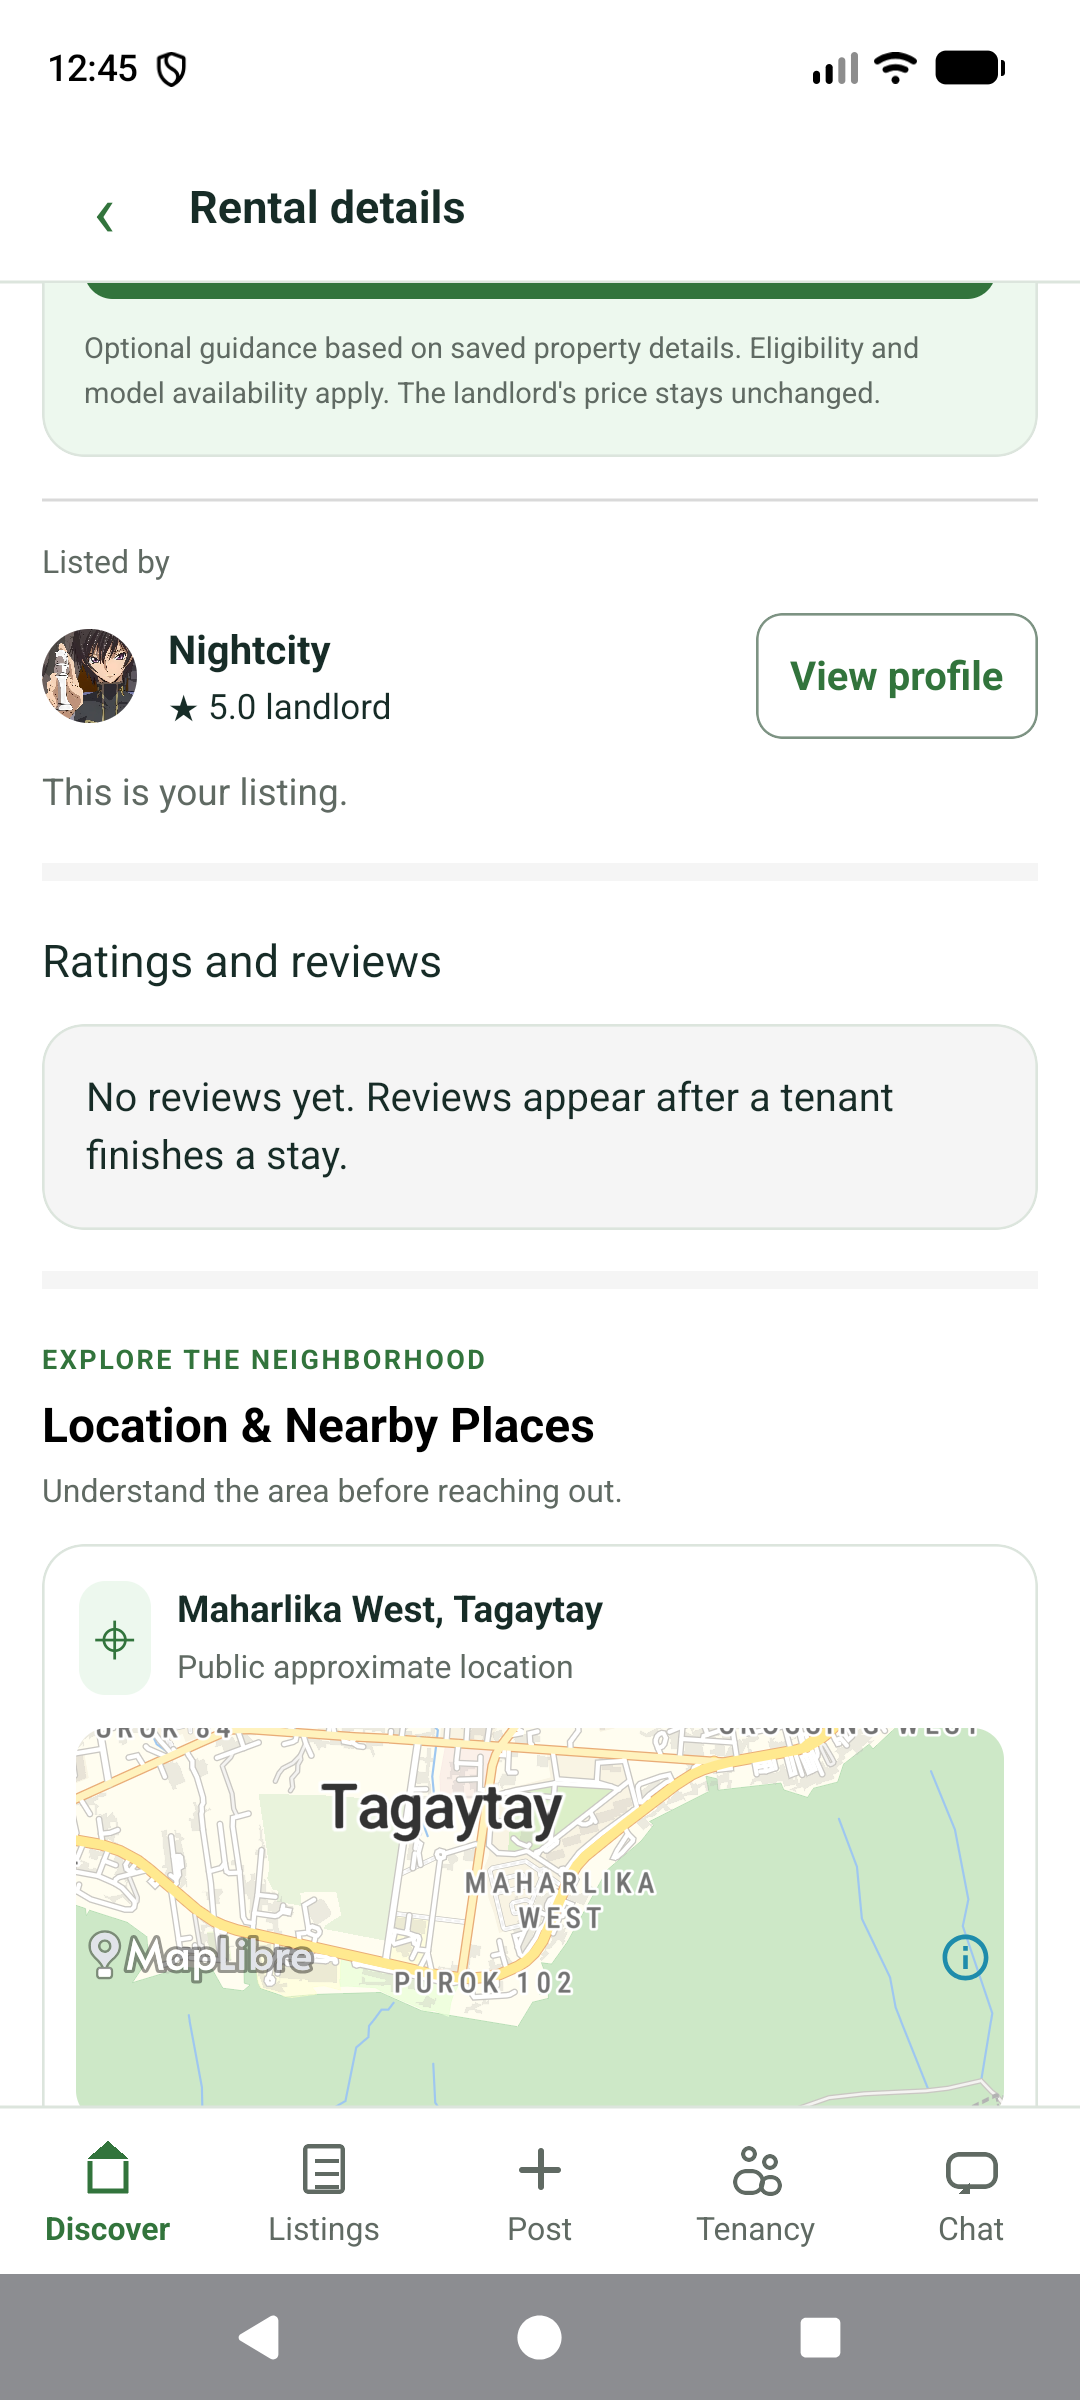 12:45
Rental details
Optional guidance based on saved property details. Eligibility and
model availability apply. The landlord's price stays unchanged.
Listed by
Nightcity
★ 5.0 landlord
View profile
This is your listing.
Ratings and reviews
No reviews yet. Reviews appear after a tenant
finishes a stay.
EXPLORE THE NEIGHBORHOOD
Location & Nearby Places
Understand the area before reaching out.
Maharlika West, Tagaytay
Public approximate location
Tagaytay
MAHARLIKA
WEST
MapLibre
PUROK 102
Discover
Listings
Post
Tenancy
Chat